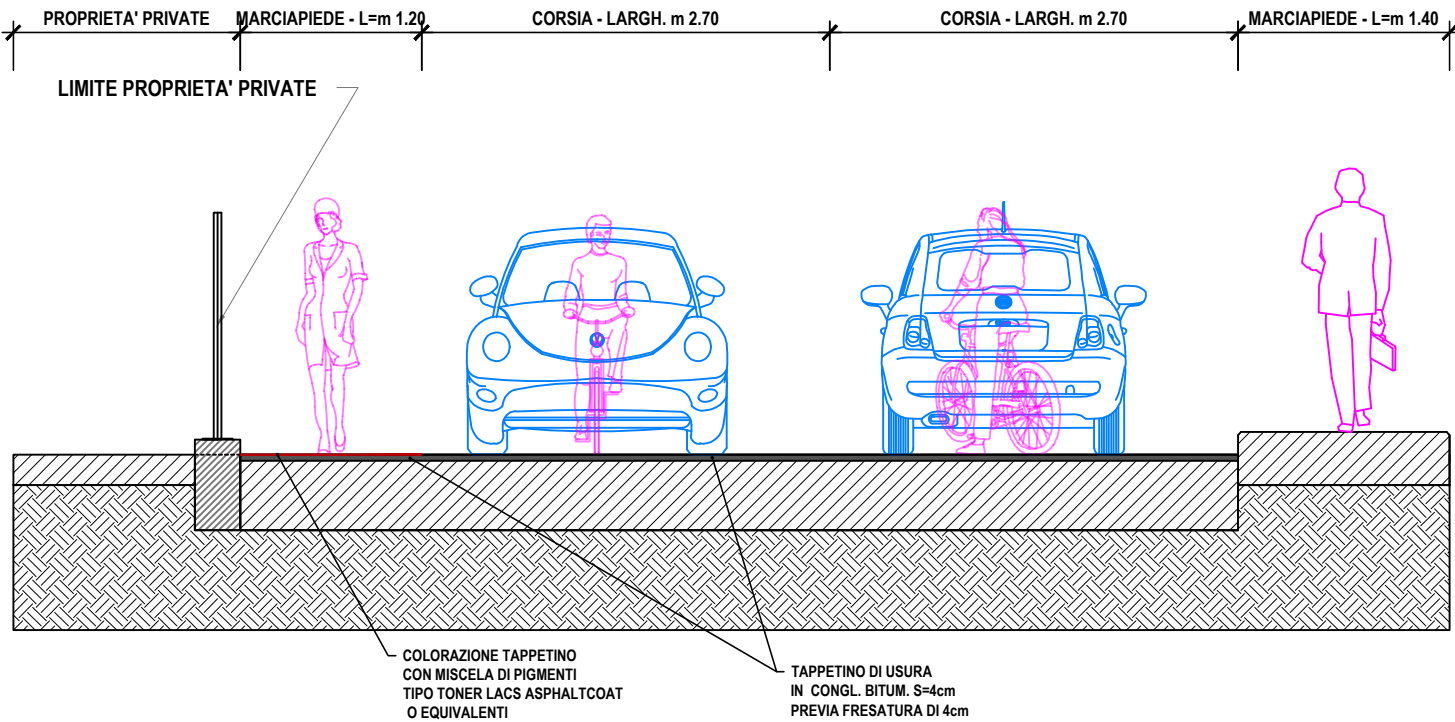 PROPRIETA' PRIVATE
MARCIAPIEDE - L=m 1.20
CORSIA - LARGH. m 2.70
CORSIA - LARGH. m 2.70
MARCIAPIEDE - L=m 1.40
LIMITE PROPRIETA' PRIVATE
COLORAZIONE TAPPETINO
CON MISCELA DI PIGMENTI
TIPO TONER LACS ASPHALTCOAT
O EQUIVALENTI
TAPPETINO DI USURA
IN CONGL. BITUM. S=4cm
PREVIA FRESATURA DI 4cm